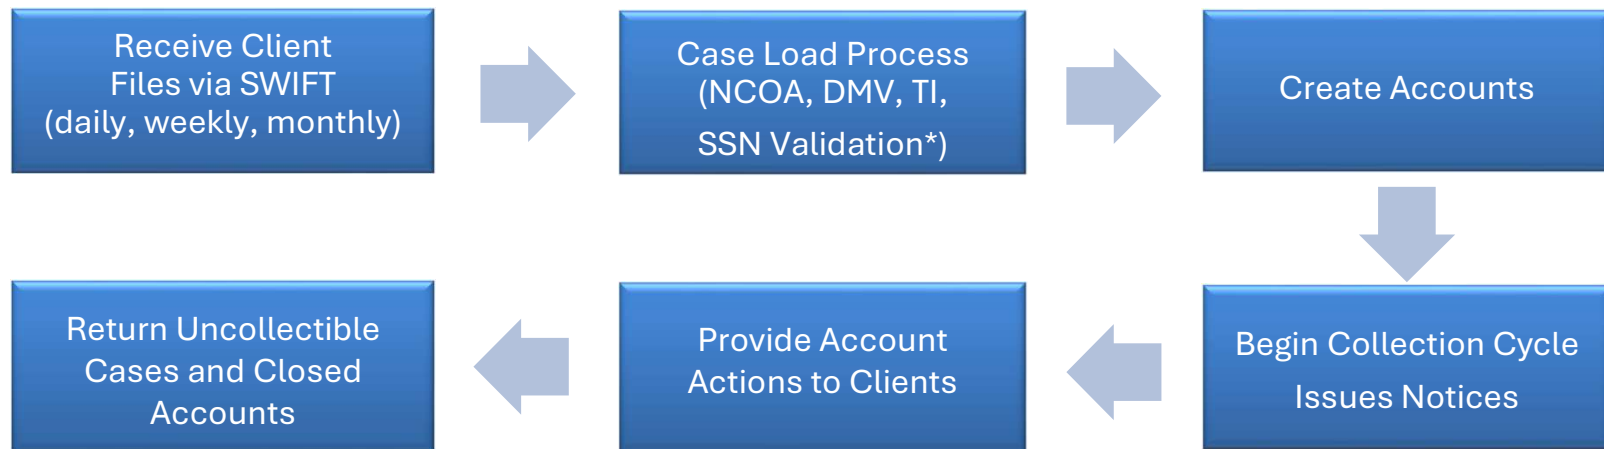 Receive Client
Files via SWIFT
(daily, weekly, monthly)
Case Load Process
(NCOA, DMV, TI,
SSN Validation*)
Create Accounts
Begin Collection Cycle
Issues Notices
Provide Account
Actions to Clients
Return Uncollectible
Cases and Closed
Accounts